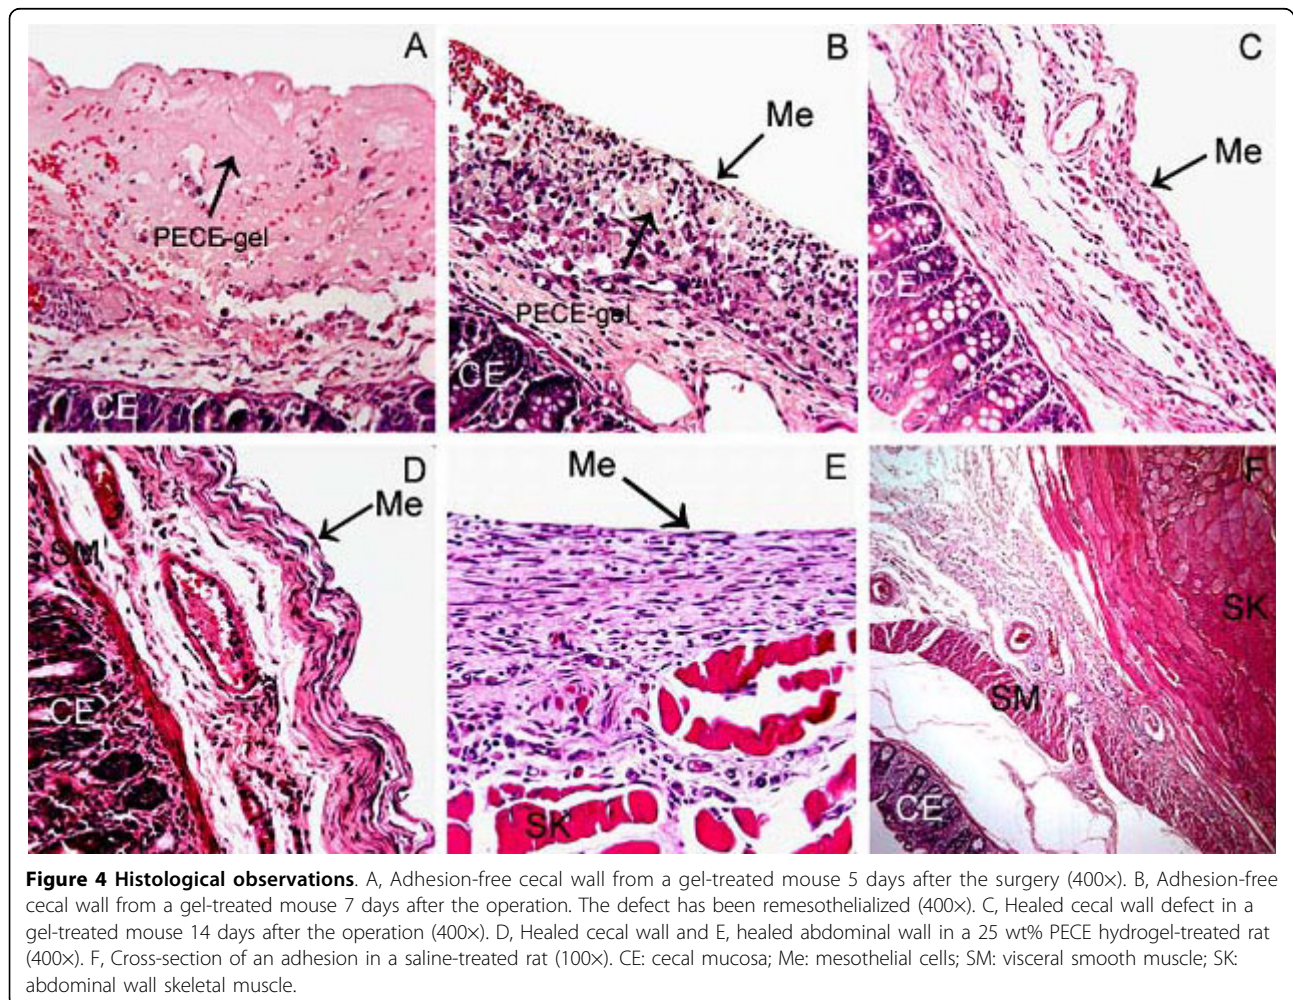 A
PECE-gel
CE
B
Me
PECE-gel
CE
C
Me
CE
D
Me
SM
CE
Me
E
SK
F
SK
SM
CE
Figure 4 Histological observations. A, Adhesion-free cecal wall from a gel-treated mouse 5 days after the surgery (400×). B, Adhesion-free
cecal wall from a gel-treated mouse 7 days after the operation. The defect has been remesothelialized (400×). C, Healed cecal wall defect in a
gel-treated mouse 14 days after the operation (400×). D, Healed cecal wall and E, healed abdominal wall in a 25 wt% PECE hydrogel-treated rat
(400×). F, Cross-section of an adhesion in a saline-treated rat (100×). CE: cecal mucosa; Me: mesothelial cells; SM: visceral smooth muscle; SK:
abdominal wall skeletal muscle.